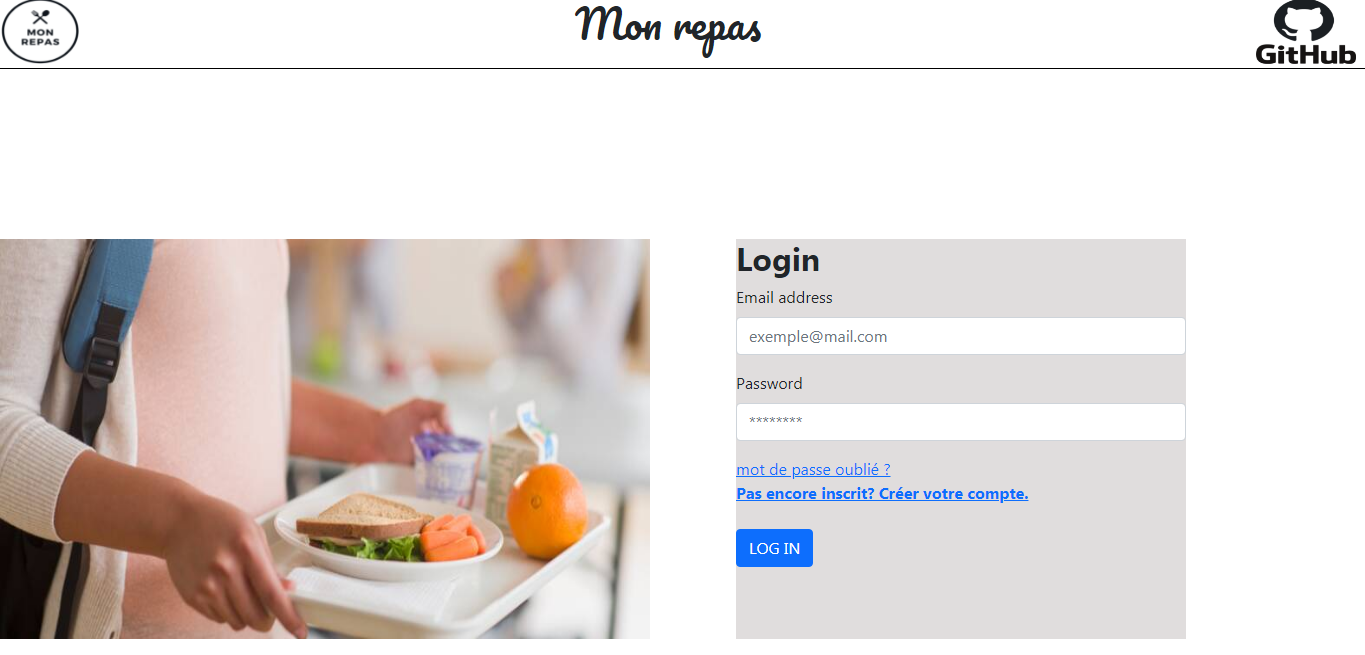 MON
REPAS
Mon repas
GitHub
Login
Email address
exemple@mail.com
Password
********
mot de passe oublié ?
Pas encore inscrit? Créer votre compte.
LOG IN